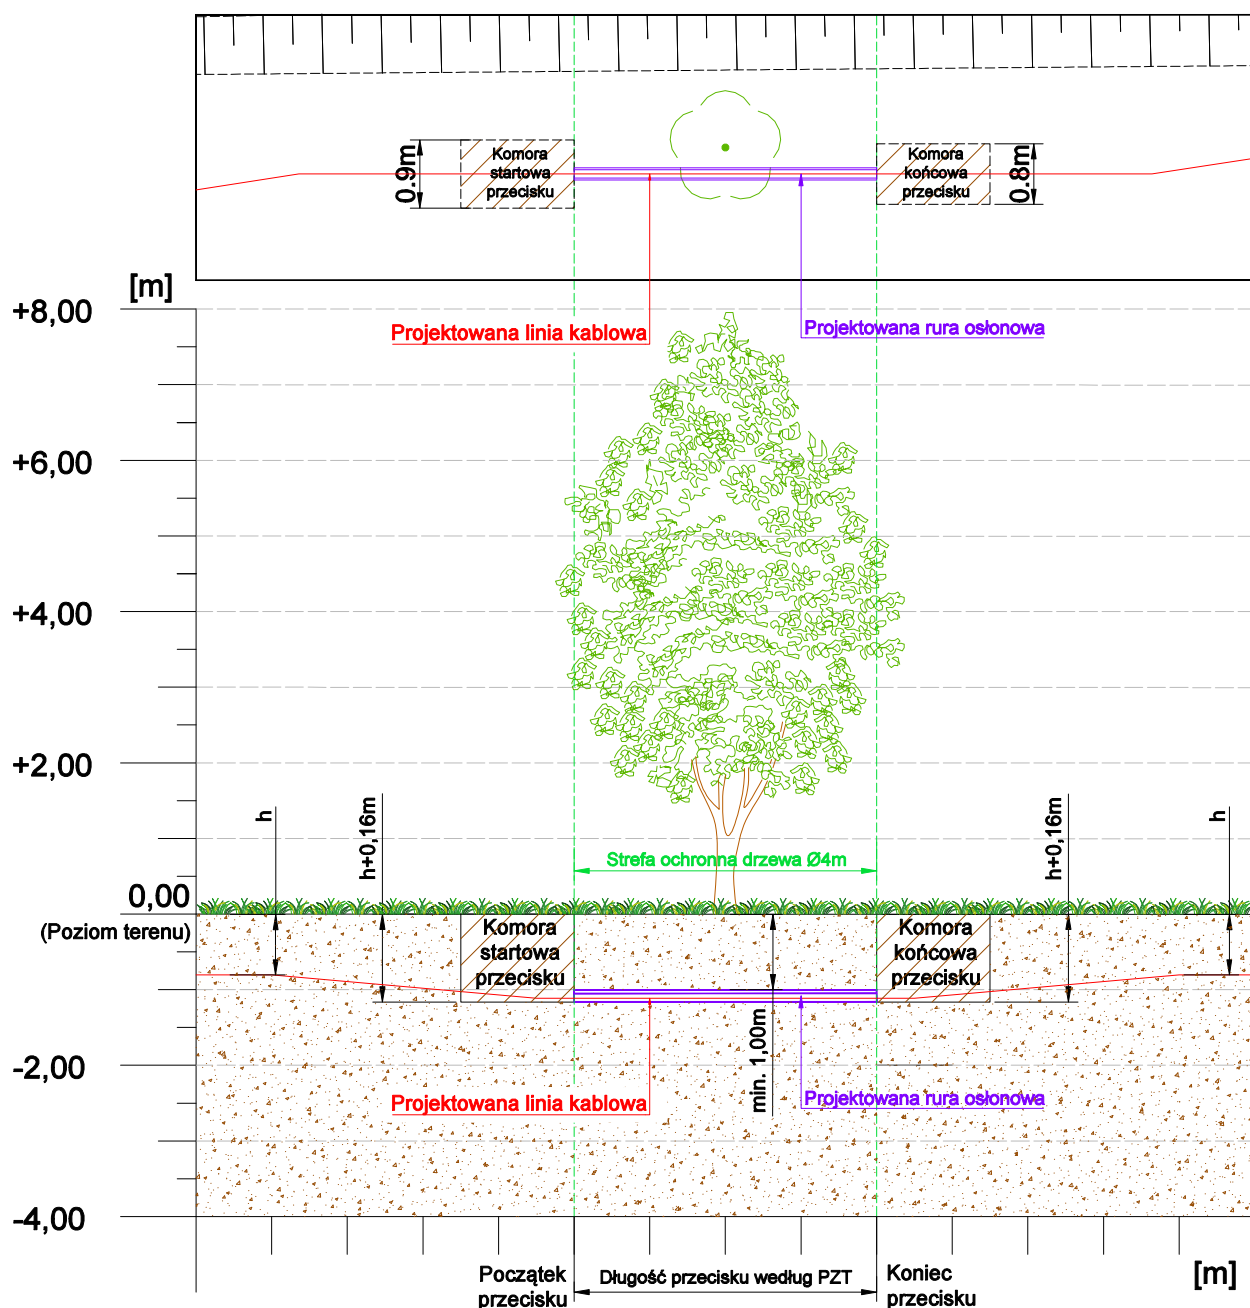 Komora
startowa
przecisku
0.9m
Komora
końcowa
przecisku
0.8m
[m]
+8,00
Projektowana linia kablowa
Projektowana rura osłonowa
+6,00
+4,00
+2,00
h
h+0,16m
Strefa ochronna drzewa Ø4m
h+0,16m
h
0,00
(Poziom terenu)
Komora
startowa
przecisku
Komora
końcowa
przecisku
min. 1,00m
-2,00
Projektowana linia kablowa
Projektowana rura osłonowa
-4,00
Początek
przecisku
Długość przecisku według PZT
Koniec
przecisku
[m]